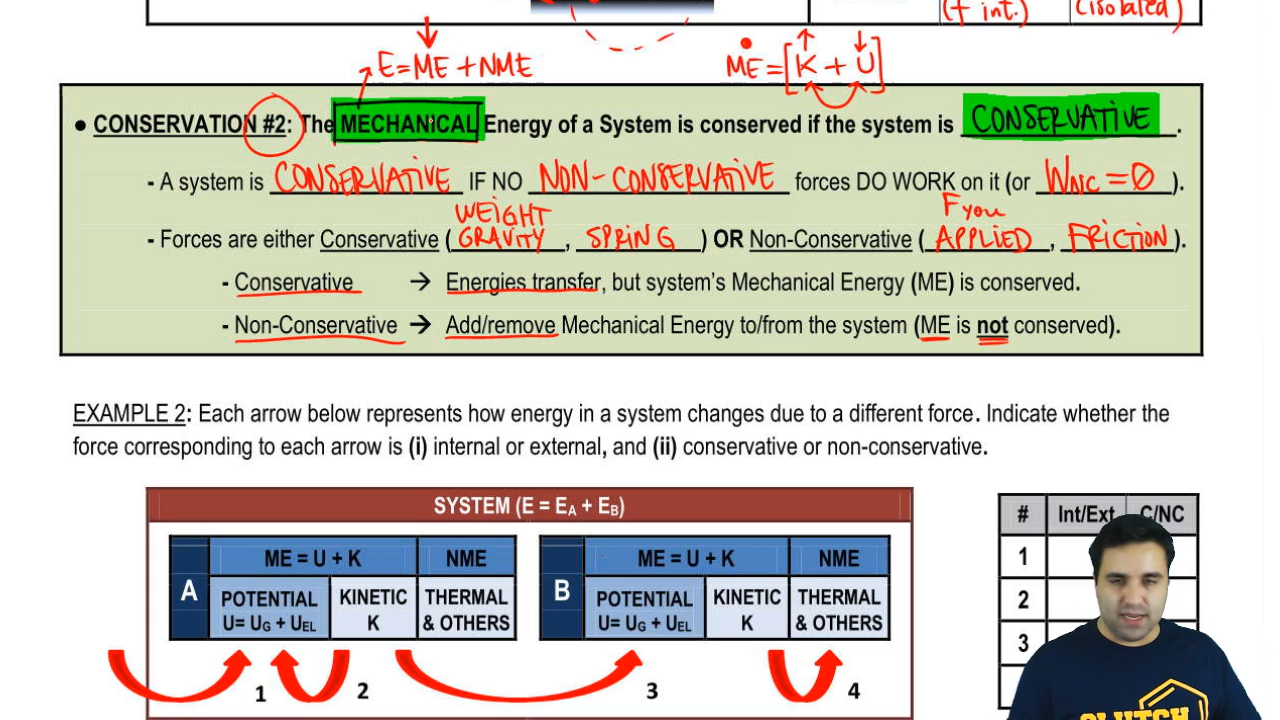 (f int.) (isolated)
E=ME+NME ME=[K+U]
● CONSERVATION #2: The MECHANICAL Energy of a System is conserved if the system is CONSERVATIVE.
- A system is CONSERVATIVE IF NO NON-CONSERVATIVE forces DO WORK on it (or WNC=0).
WEIGHT F you
- Forces are either Conservative (GRAVITY, SPRING) OR Non-Conservative (APPLIED, FRICTION).
- Conservative → Energies transfer, but system's Mechanical Energy (ME) is conserved.
- Non-Conservative → Add/remove Mechanical Energy to/from the system (ME is not conserved).
EXAMPLE 2: Each arrow below represents how energy in a system changes due to a different force. Indicate whether the
force corresponding to each arrow is (i) internal or external, and (ii) conservative or non-conservative.
SYSTEM (E = EA + EB)
# Int/Ext C/NC
A ME = U + K NME B ME = U + K NME
1
POTENTIAL KINETIC THERMAL POTENTIAL KINETIC THERMAL
U= UG + UEL K & OTHERS U= UG + UEL K & OTHERS
2
3
1 2 3 4
CLUTCH